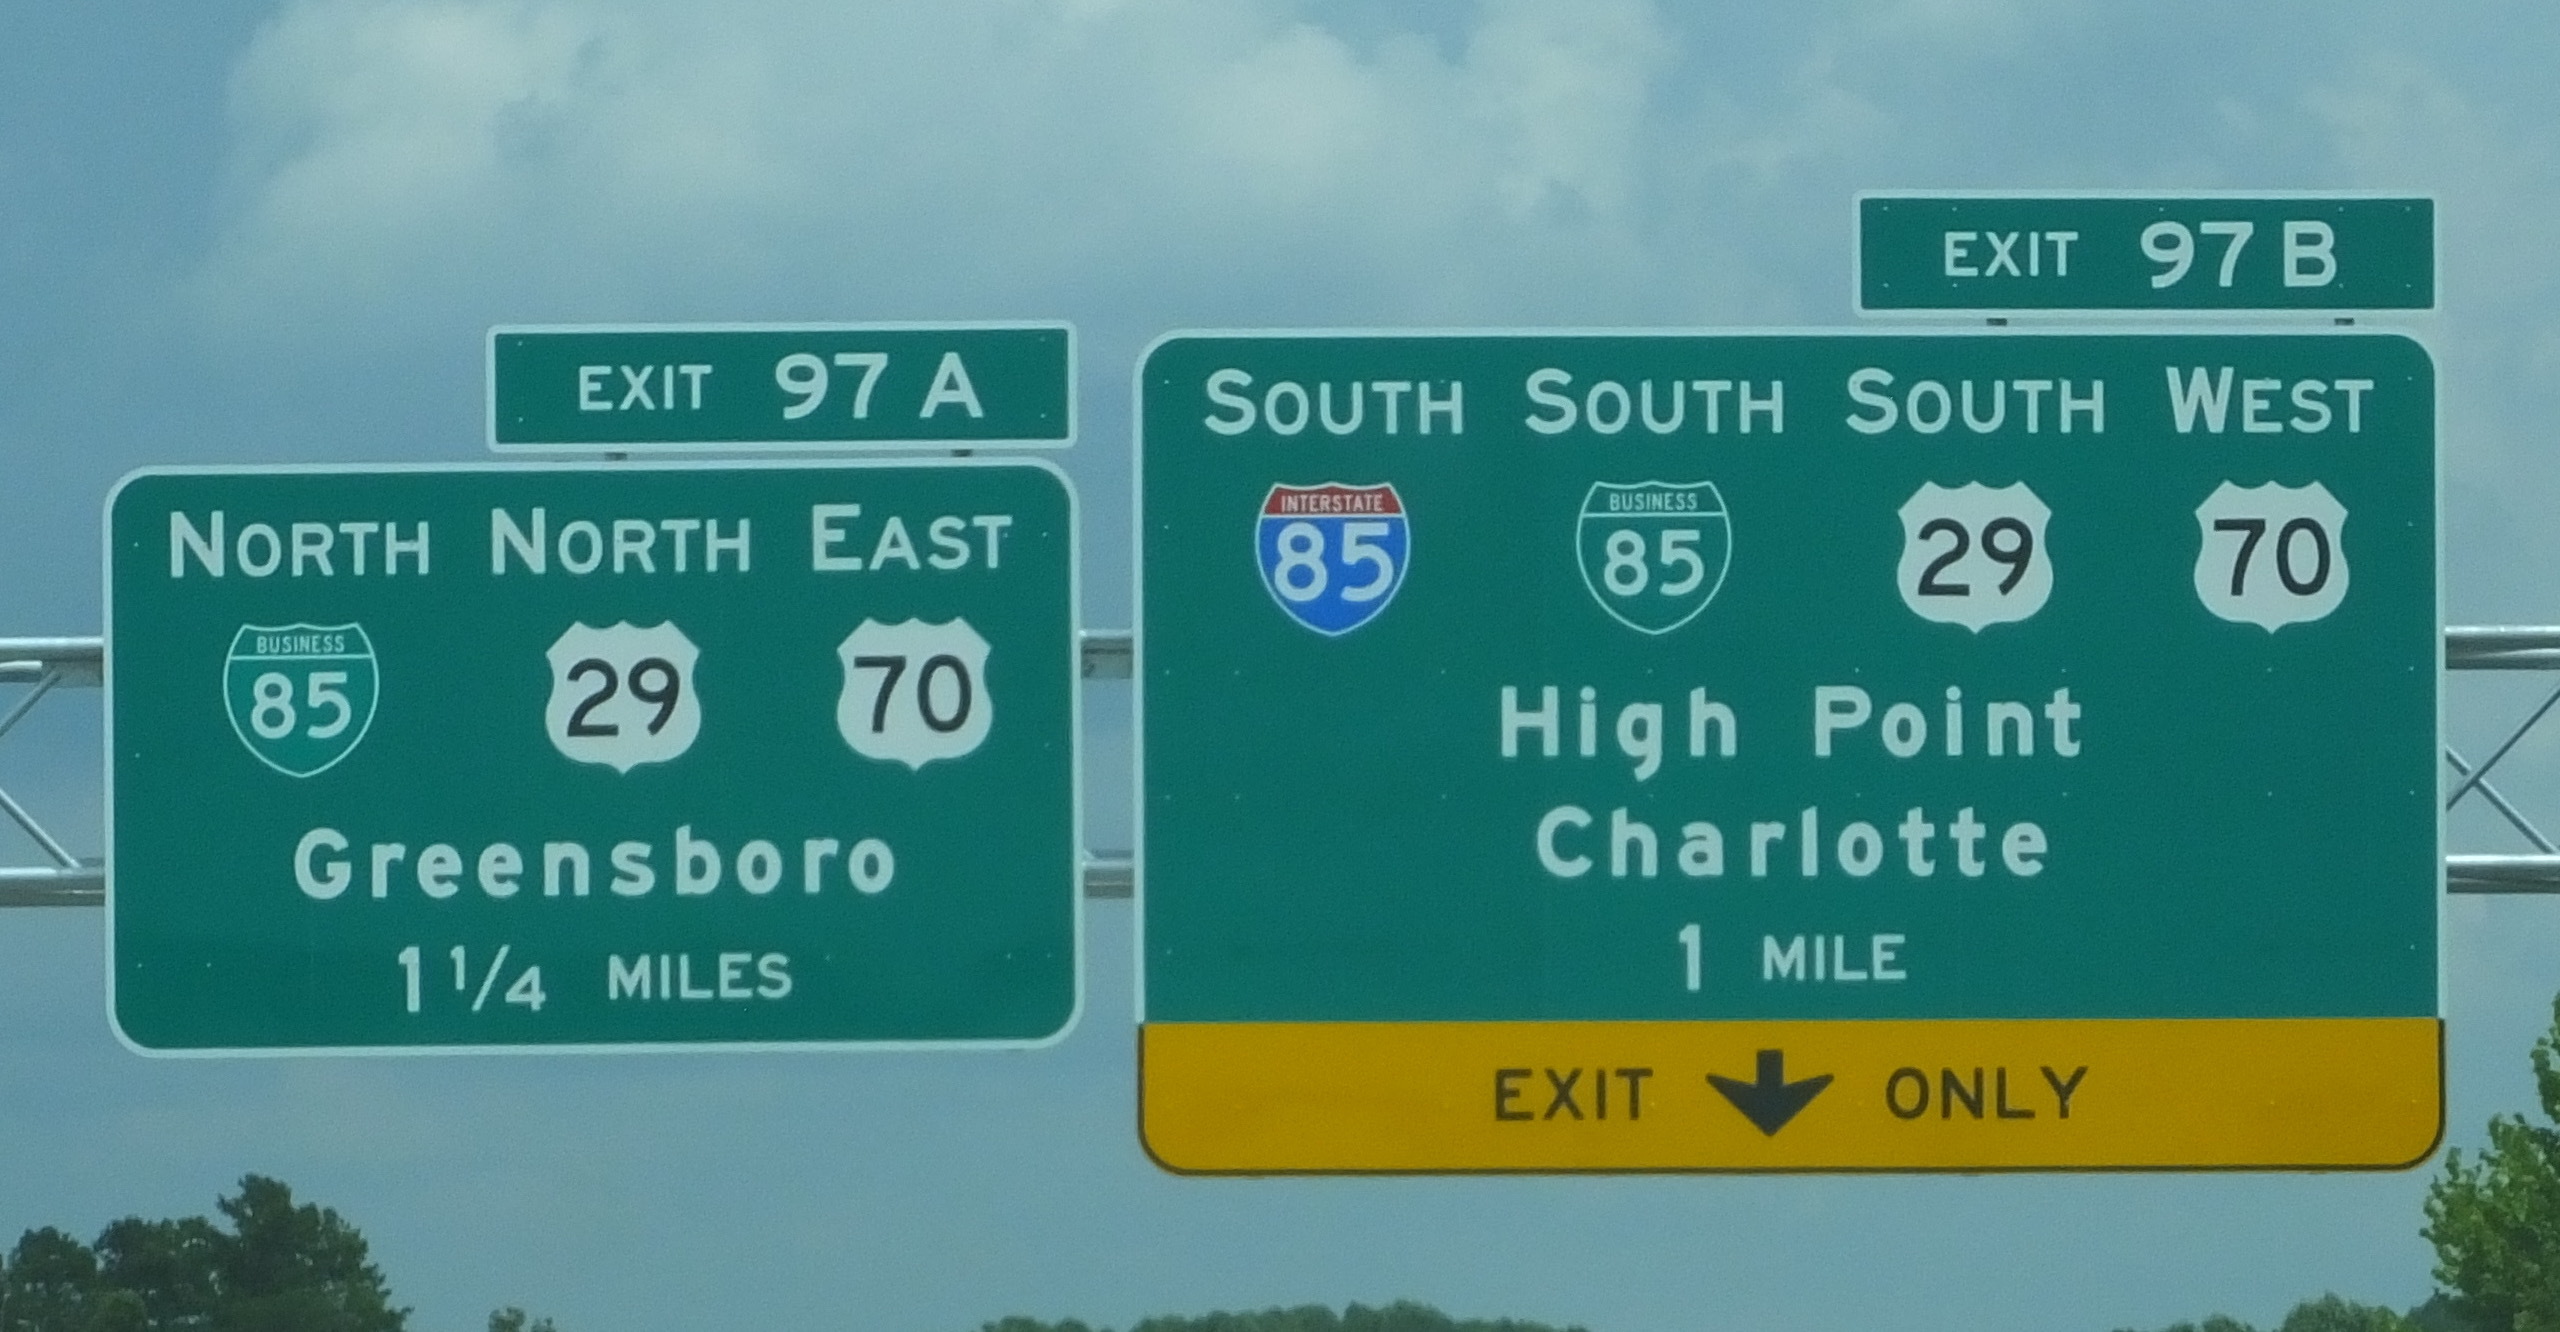 EXIT 97 A
NORTH NORTH EAST
BUSINESS
85 29 70
Greensboro
1 1/4 MILES
EXIT 97 B
SOUTH SOUTH SOUTH WEST
INTERSTATE BUSINESS
85 85 29 70
High Point
Charlotte
1 MILE
EXIT ONLY